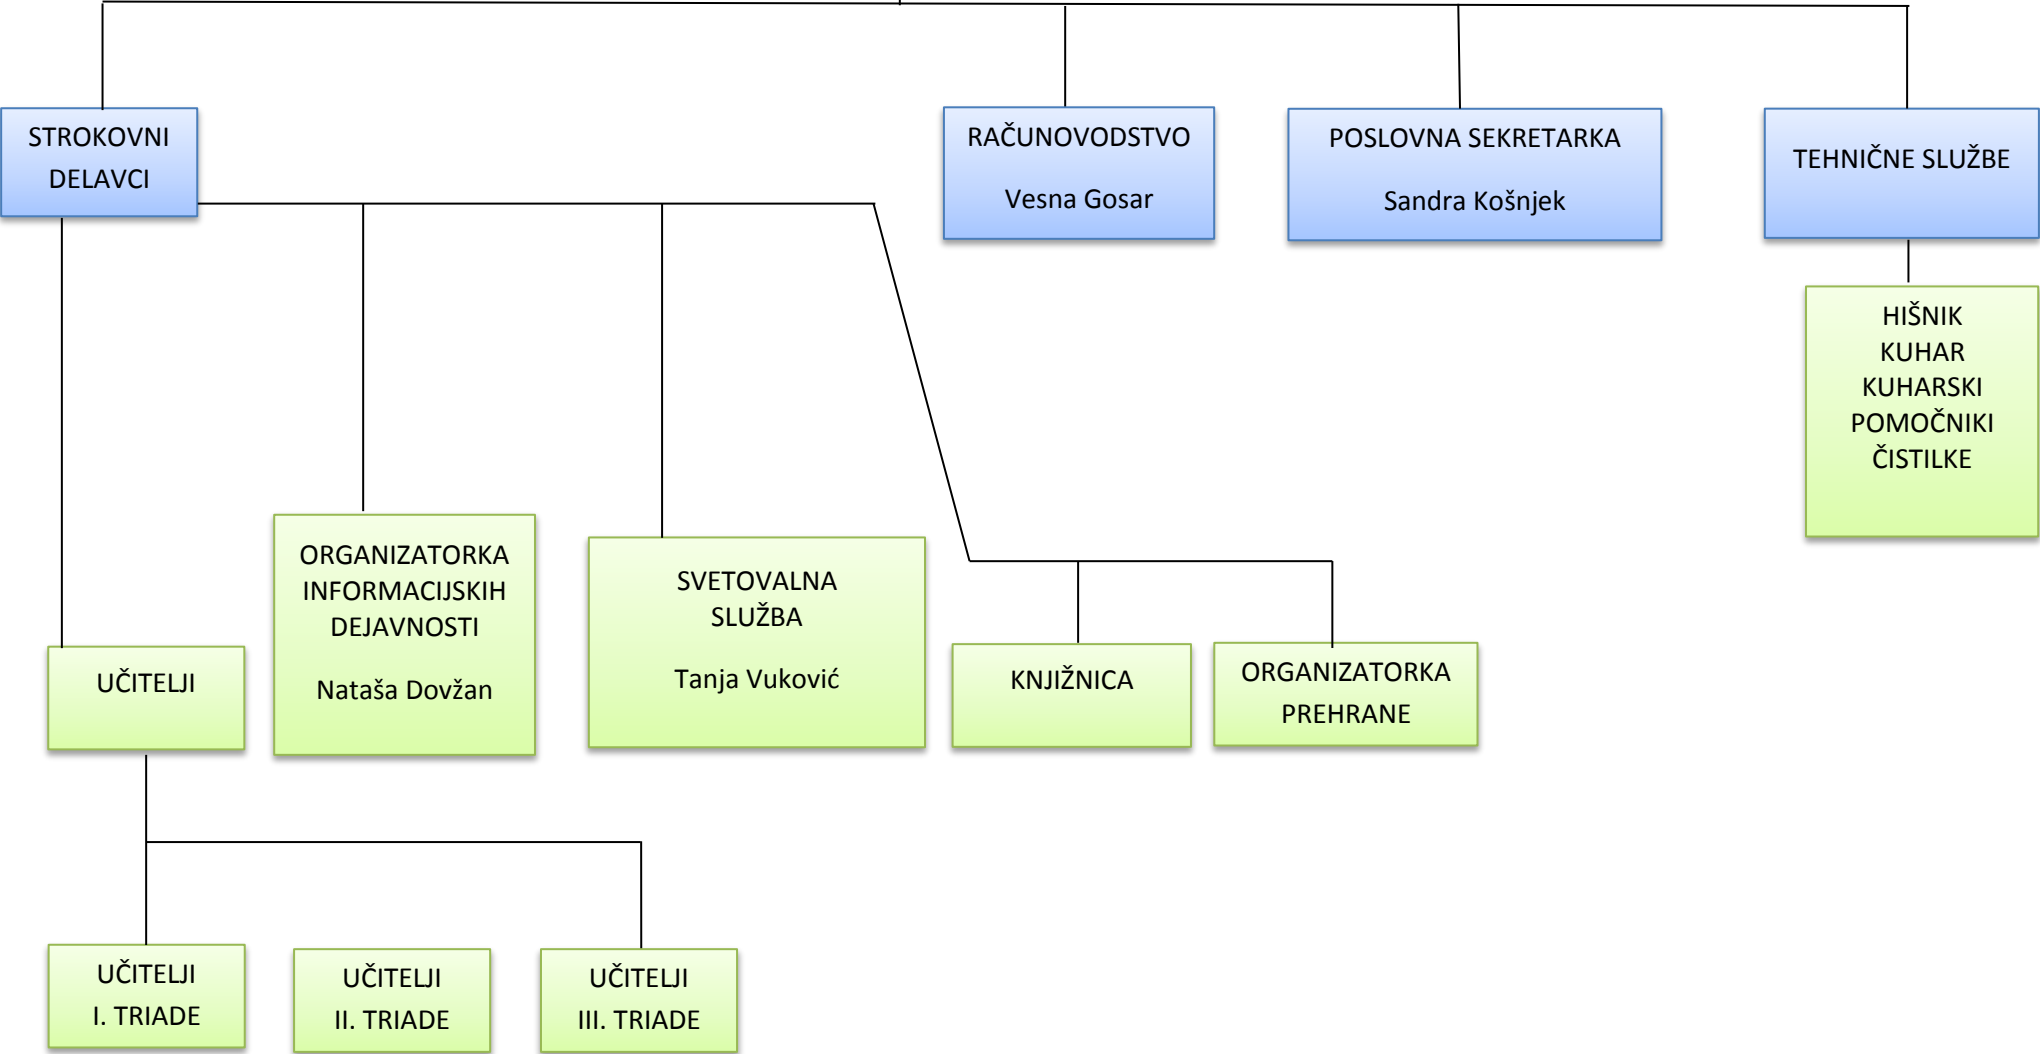 STROKOVNI
DELAVCI
RAČUNOVODSTVO
Vesna Gosar
POSLOVNA SEKRETARKA
Sandra Košnjek
TEHNIČNE SLUŽBE
HIŠNIK
KUHAR
KUHARSKI
POMOČNIKI
ČISTILKE
UČITELJI
ORGANIZATORKA
INFORMACIJSKIH
DEJAVNOSTI
Nataša Dovžan
SVETOVALNA
SLUŽBA
Tanja Vuković
KNJIŽNICA
ORGANIZATORKA
PREHRANE
UČITELJI
I. TRIADE
UČITELJI
II. TRIADE
UČITELJI
III. TRIADE